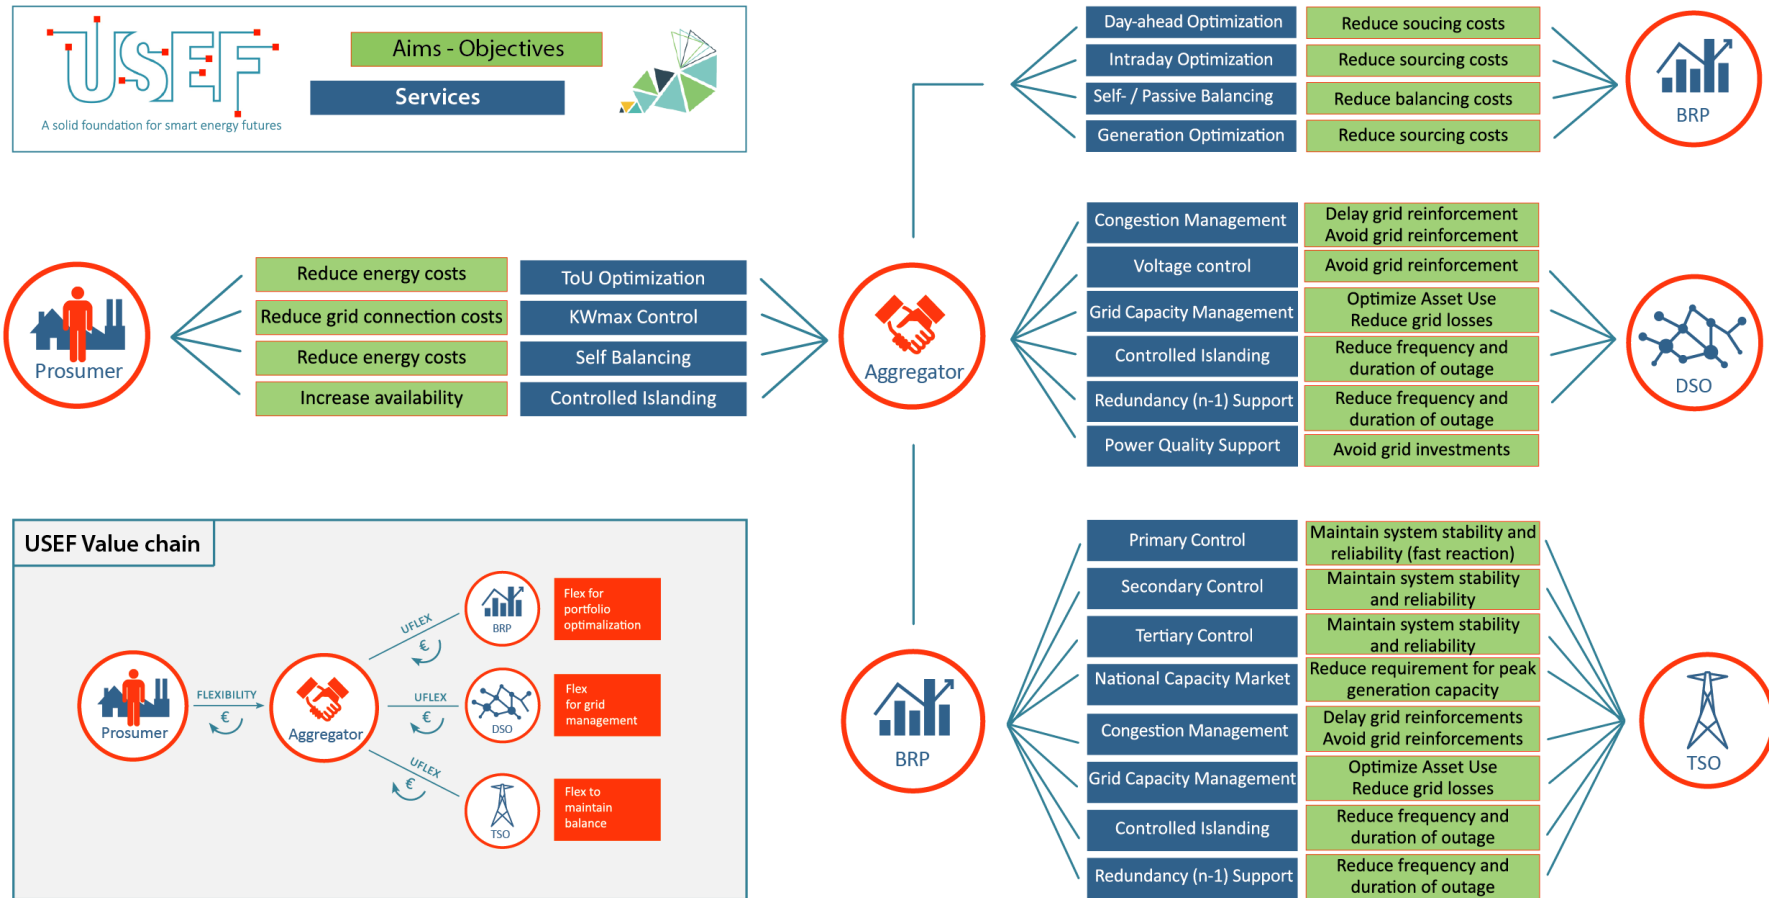 USEF
A solid foundation for smart energy futures
Aims - Objectives
Services
Day-ahead Optimization
Reduce soucing costs
Intraday Optimization
Reduce sourcing costs
Self- / Passive Balancing
Reduce balancing costs
Generation Optimization
Reduce sourcing costs
BRP
Prosumer
Reduce energy costs
ToU Optimization
Reduce grid connection costs
KWmax Control
Reduce energy costs
Self Balancing
Increase availability
Controlled Islanding
Aggregator
Congestion Management
Delay grid reinforcement
Avoid grid reinforcement
Voltage control
Avoid grid reinforcement
Grid Capacity Management
Optimize Asset Use
Reduce grid losses
Controlled Islanding
Reduce frequency and
duration of outage
Redundancy (n-1) Support
Reduce frequency and
duration of outage
Power Quality Support
Avoid grid investments
DSO
USEF Value chain
Prosumer
FLEXIBILITY
€
Aggregator
UFLEX
€
BRP
Flex for
portfolio
optimalization
UFLEX
€
DSO
Flex
for grid
management
UFLEX
€
TSO
Flex to
maintain
balance
BRP
Primary Control
Maintain system stability and
reliability (fast reaction)
Secondary Control
Maintain system stability
and reliability
Tertiary Control
Maintain system stability
and reliability
National Capacity Market
Reduce requirement for peak
generation capacity
Congestion Management
Delay grid reinforcements
Avoid grid reinforcements
Grid Capacity Management
Optimize Asset Use
Reduce grid losses
Controlled Islanding
Reduce frequency and
duration of outage
Redundancy (n-1) Support
Reduce frequency and
duration of outage
TSO